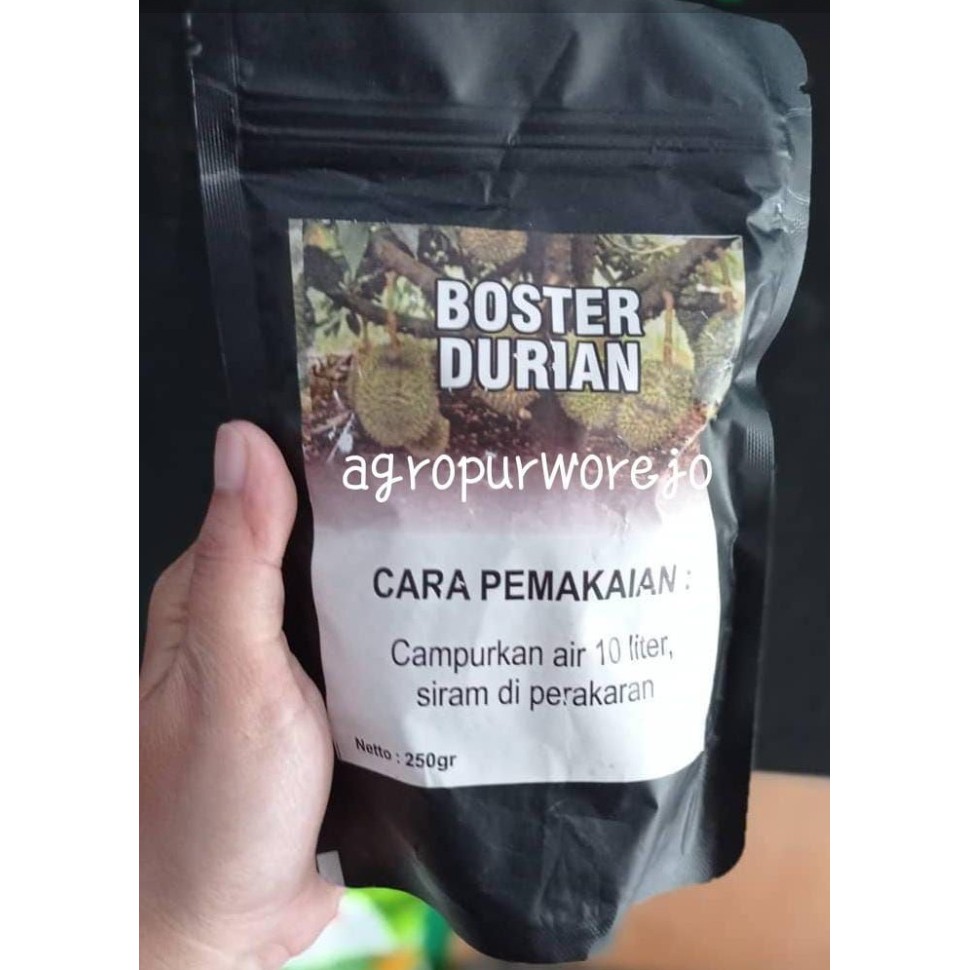 BOSTER
DURIAN
agropurworejo
CARA PEMAKAIAN :
Campurkan air 10 liter,
siram di perakaran
Netto : 250gr